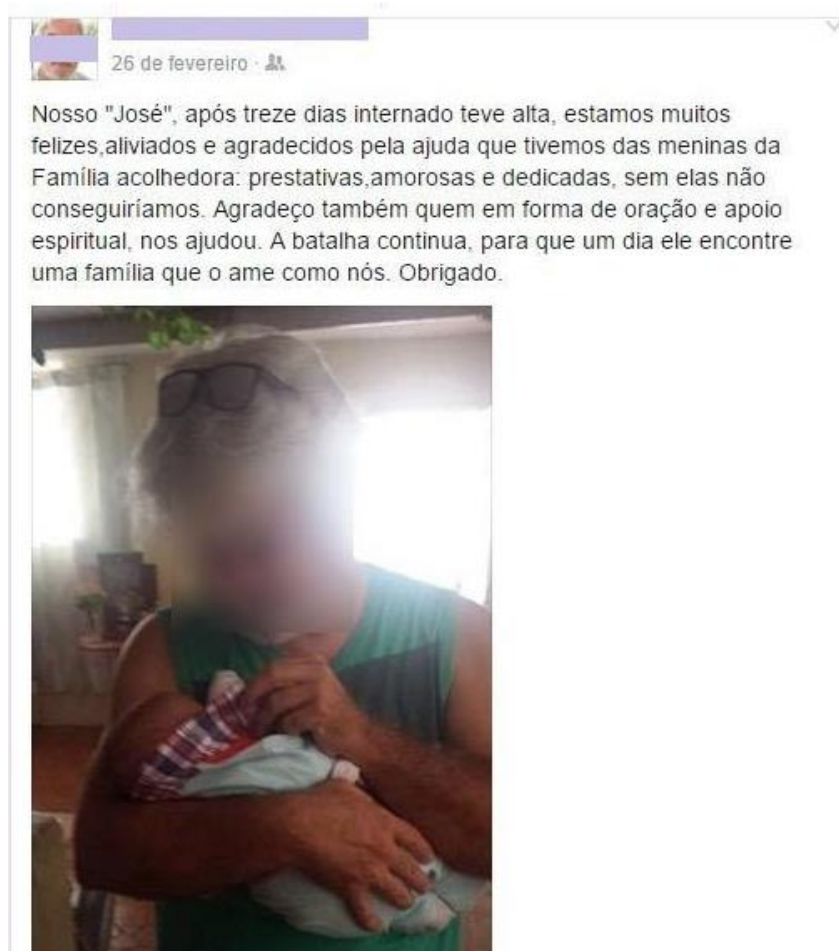 26 de fevereiro ·
Nosso "José", após treze dias internado teve alta, estamos muitos
felizes,aliviados e agradecidos pela ajuda que tivemos das meninas da
Família acolhedora: prestativas,amorosas e dedicadas, sem elas não
conseguiríamos. Agradeço também quem em forma de oração e apoio
espiritual, nos ajudou. A batalha continua, para que um dia ele encontre
uma família que o ame como nós. Obrigado.